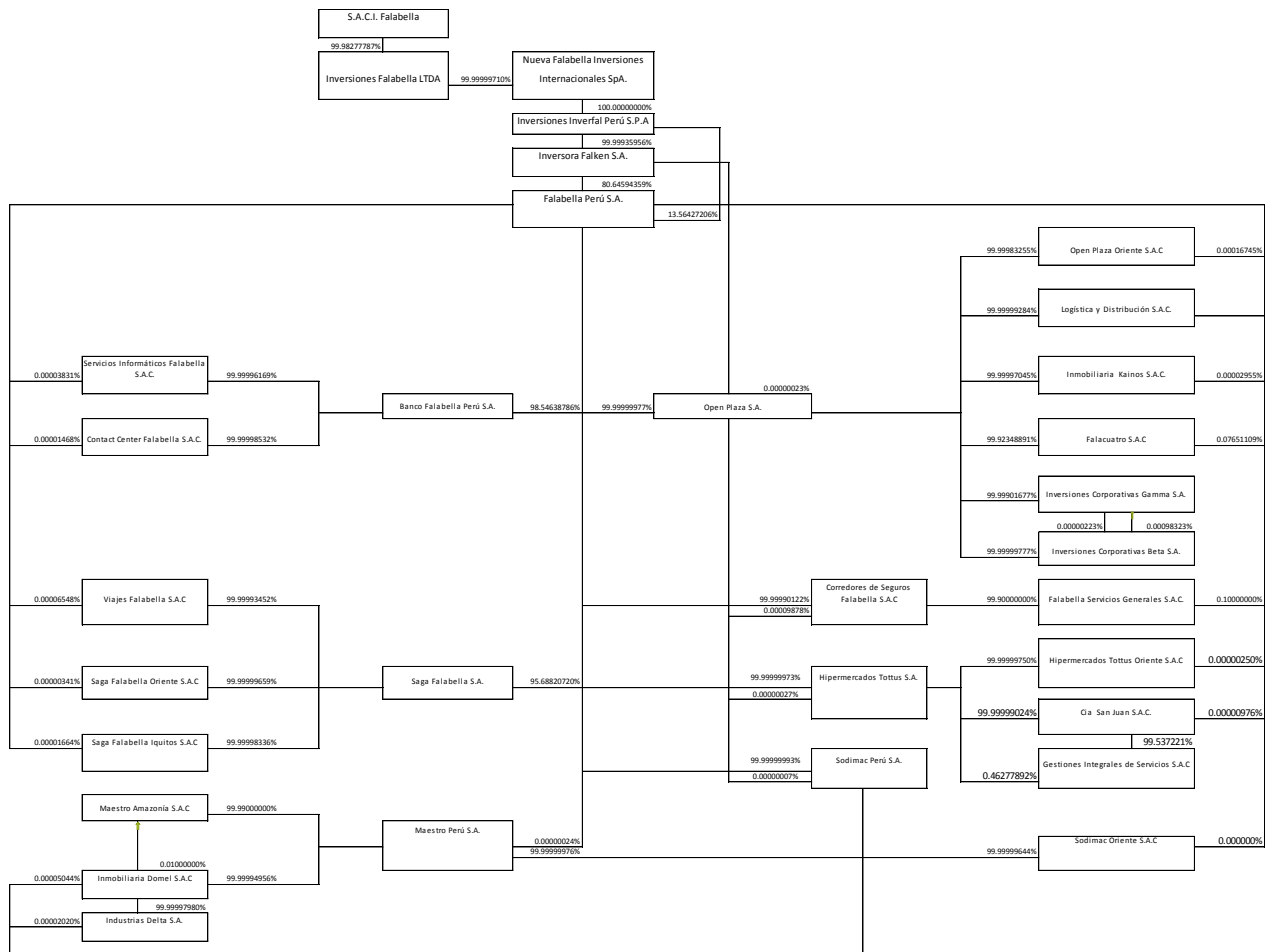 S.A.C.I. Falabella
99.98277787%
Inversiones Falabella LTDA
99.99999710%
Nueva Falabella Inversiones
Internacionales SpA.
100.00000000%
Inversiones Inverfal Perú S.P.A
99.99935956%
Inversora Falken S.A.
80.64594359%
Falabella Perú S.A.
13.56427206%
99.99983255%
Open Plaza Oriente S.A.C
0.00016745%
99.99999284%
Logística y Distribución S.A.C.
0.00003831%
Servicios Informáticos Falabella
S.A.C.
99.99996169%
99.99997045%
Inmobiliaria Kainos S.A.C.
0.00002955%
Banco Falabella Perú S.A.
98.54638786%
99.99999977%
0.00000023%
Open Plaza S.A.
0.00001468%
Contact Center Falabella S.A.C.
99.99998532%
99.92348891%
Falacuatro S.A.C
0.07651109%
99.99901677%
Inversiones Corporativas Gamma S.A.
0.00000223%
0.00098323%
99.99999777%
Inversiones Corporativas Beta S.A.
0.00006548%
Viajes Falabella S.A.C
99.99993452%
99.99990122%
0.00009878%
Corredores de Seguros
Falabella S.A.C
99.90000000%
Falabella Servicios Generales S.A.C.
0.10000000%
0.00000341%
Saga Falabella Oriente S.A.C
99.99999659%
Saga Falabella S.A.
95.68820720%
99.99999973%
0.00000027%
Hipermercados Tottus S.A.
99.99999750%
Hipermercados Tottus Oriente S.A.C
0.00000250%
99.99999024%
Cia San Juan S.A.C.
0.00000976%
99.537221%
0.00001664%
Saga Falabella Iquitos S.A.C
99.99998336%
0.46277892%
Gestiones Integrales de Servicios S.A.C
99.99999993%
0.00000007%
Sodimac Perú S.A.
Maestro Amazonía S.A.C
99.99000000%
Maestro Perú S.A.
0.00000024%
99.99999976%
99.99999644%
Sodimac Oriente S.A.C
0.000000%
0.01000000%
0.00005044%
Inmobiliaria Domel S.A.C
99.99994956%
99.99997980%
0.00002020%
Industrias Delta S.A.